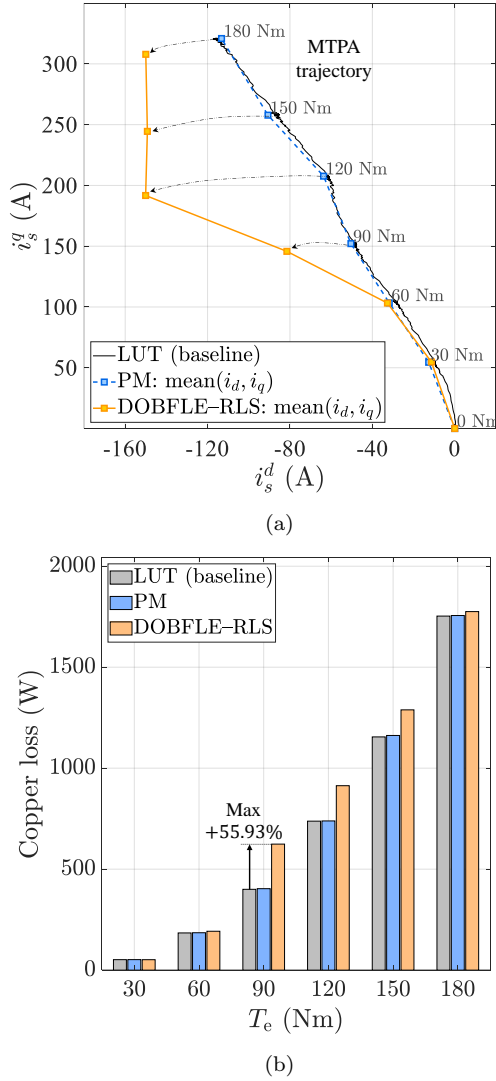 180 Nm
MTPA
trajectory
150 Nm
120 Nm
90 Nm
60 Nm
30 Nm
0 Nm
300
250
200
150
100
50
i_s^q (A)
LUT (baseline)
PM: mean(i_d, i_q)
DOBFLE–RLS: mean(i_d, i_q)
-160 -120 -80 -40 0
i_s^d (A)
(a)
2000
1500
1000
500
0
Copper loss (W)
LUT (baseline)
PM
DOBFLE–RLS
Max
+55.93%
30 60 90 120 150 180
T_e (Nm)
(b)